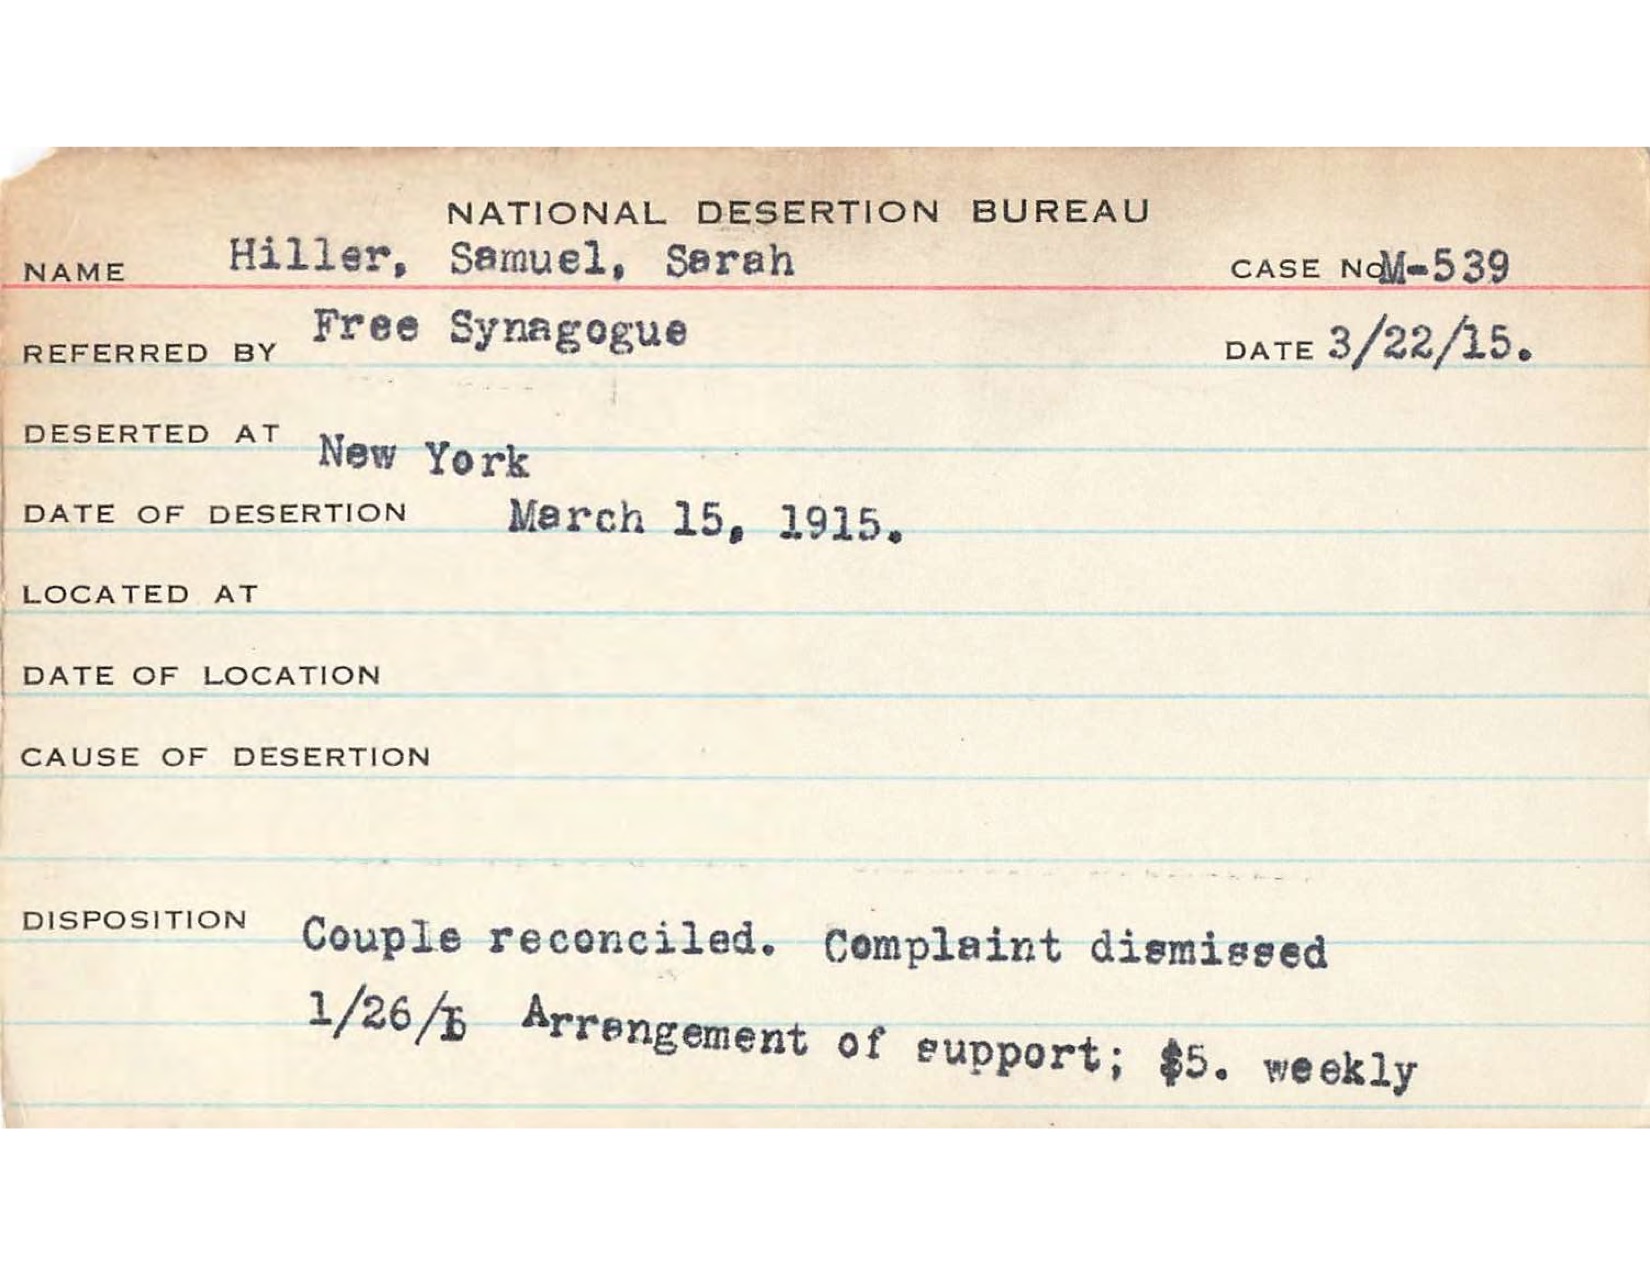 NATIONAL DESERTION BUREAU
NAME Hiller, Samuel, Sarah CASE No M-539
REFERRED BY Free Synagogue DATE 3/22/15.
DESERTED AT New York
DATE OF DESERTION March 15, 1915.
LOCATED AT
DATE OF LOCATION
CAUSE OF DESERTION
DISPOSITION Couple reconciled. Complaint dismissed
1/26/ Arrangement of support; $5. weekly